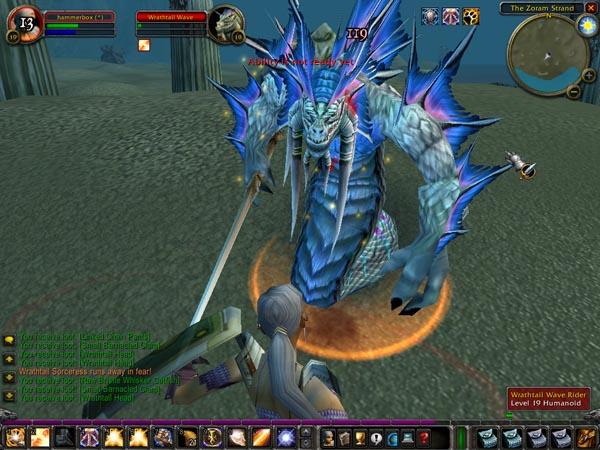 13
hammerbox (*)
19
Wrathtail Wave
18
119
Ability is not ready yet
The Zoram Strand
N
You receive loot: [Linked Chain Pants]
You receive loot: [Small Barnacled Clam]
You receive loot: [Wrathtail Head]
You receive loot: [Wrathtail Head]
Wrathtail Sorceress runs away in fear!
You receive loot: [Raw Bristle Whisker Catfish]
You receive loot: [Small Barnacled Clam]
You receive loot: [Wrathtail Head]
Wrathtail Wave Rider
Level 19 Humanoid